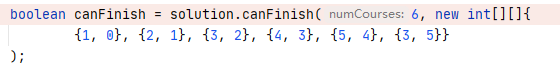 boolean canFinish = solution.canFinish( numCourses: 6, new int[][]{
{1, 0}, {2, 1}, {3, 2}, {4, 3}, {5, 4}, {3, 5}}
);